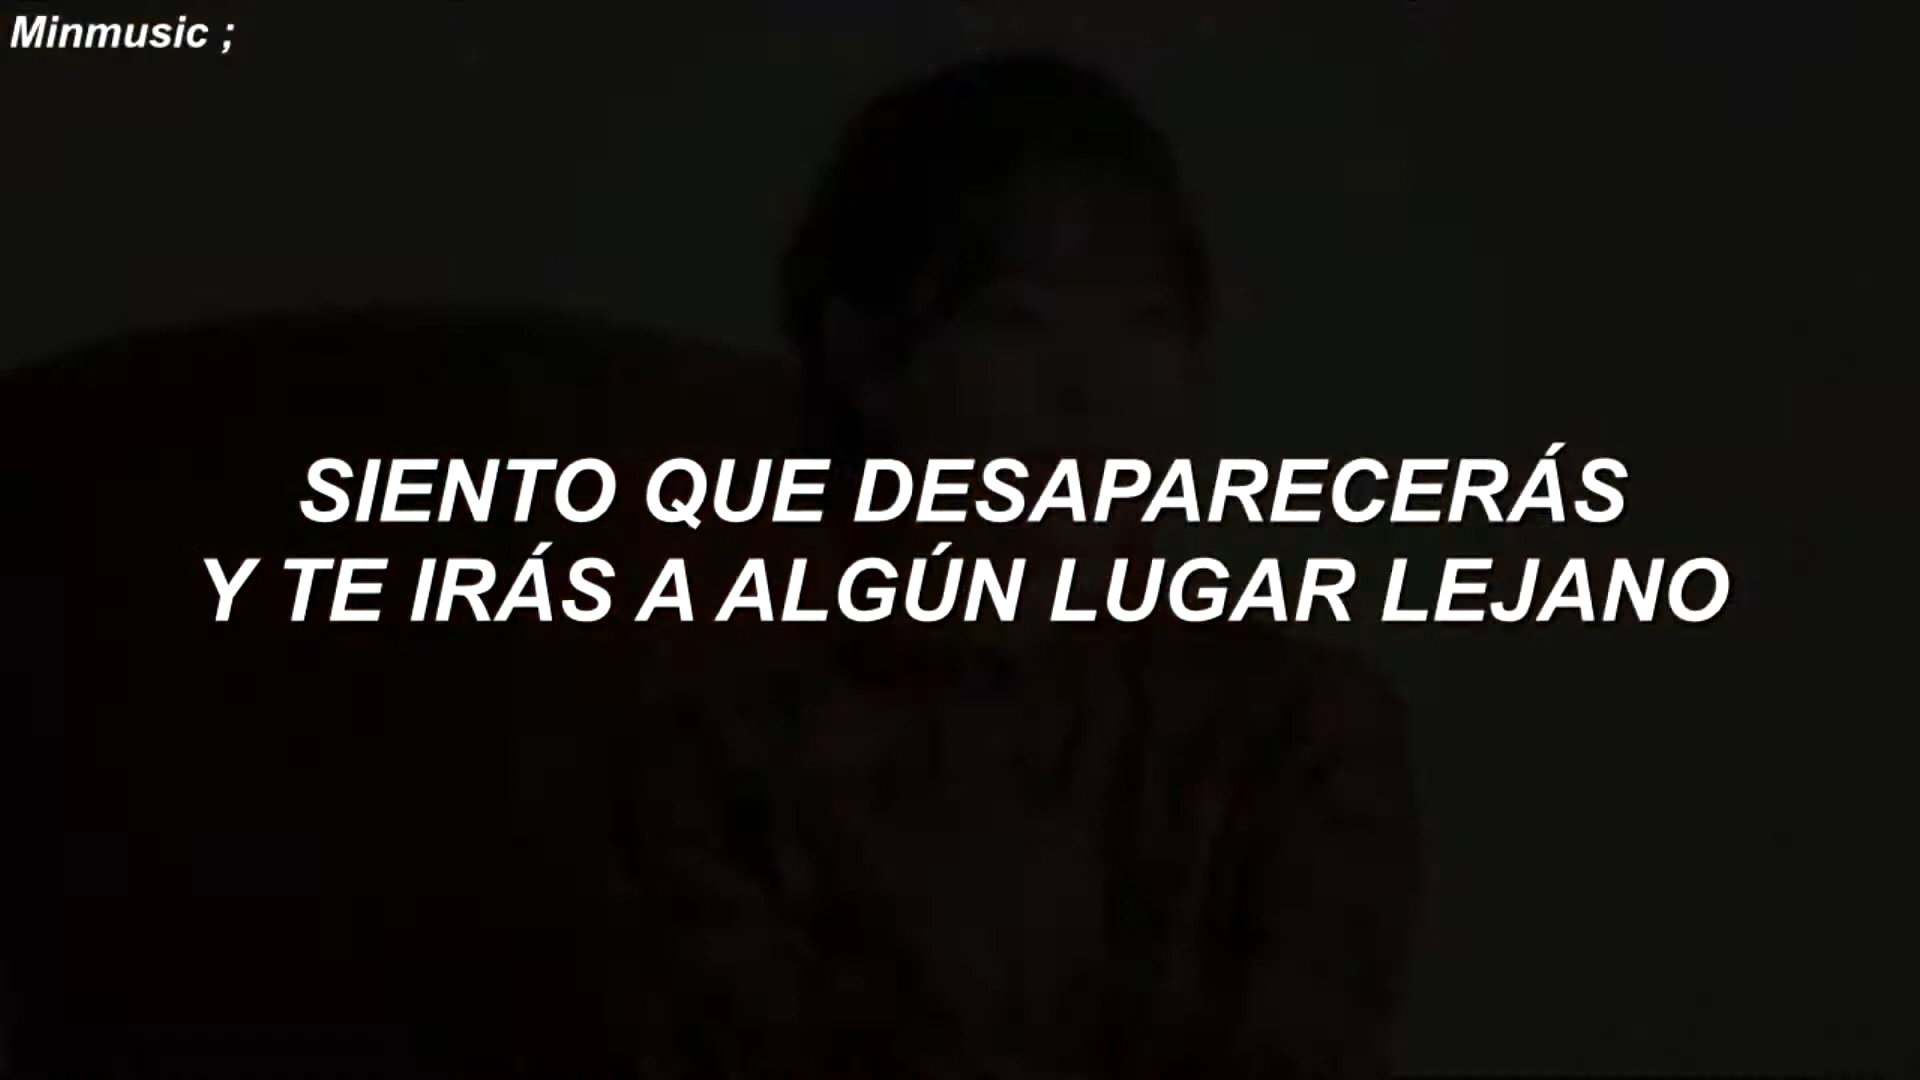 Minmusic ;
SIENTO QUE DESAPARECERÁS
Y TE IRÁS A ALGÚN LUGAR LEJANO